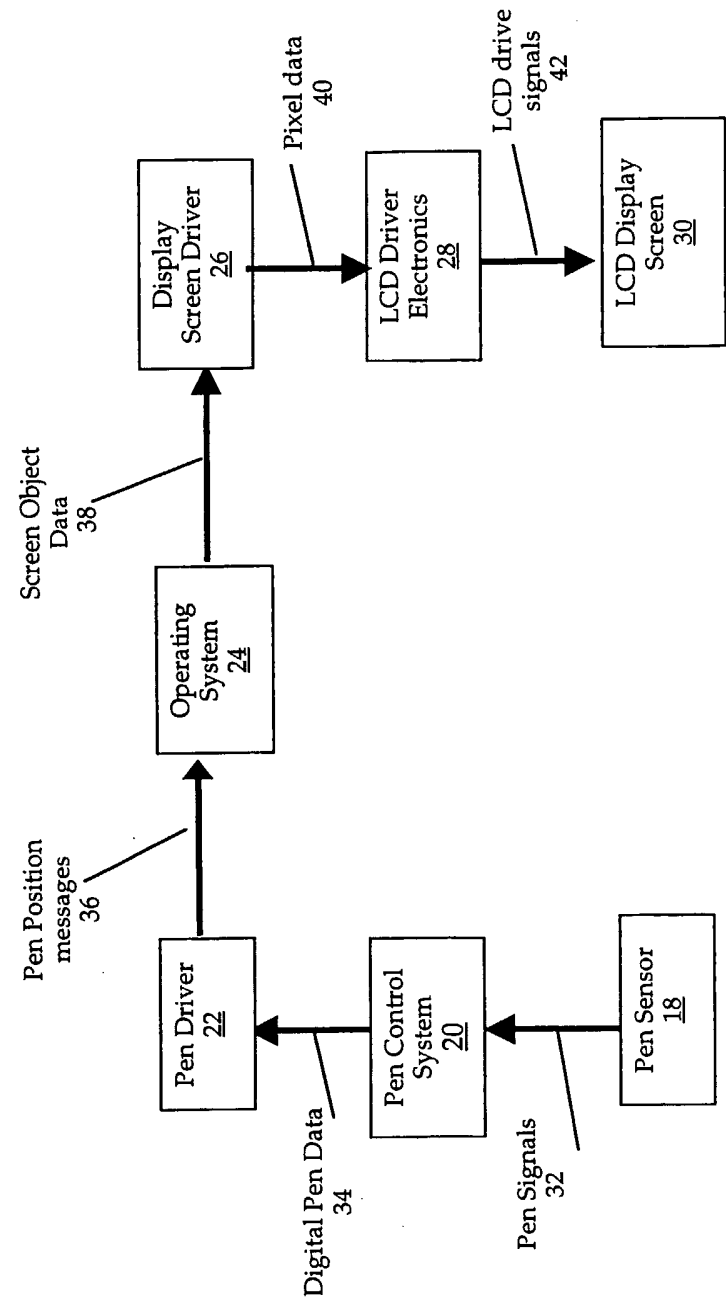 Pen Position
messages
36
Screen Object
Data
38
Pen Driver
22
Operating
System
24
Display
Screen Driver
26
Digital Pen Data
34
Pixel data
40
Pen Control
System
20
LCD Driver
Electronics
28
Pen Signals
32
LCD drive
signals
42
Pen Sensor
18
LCD Display
Screen
30